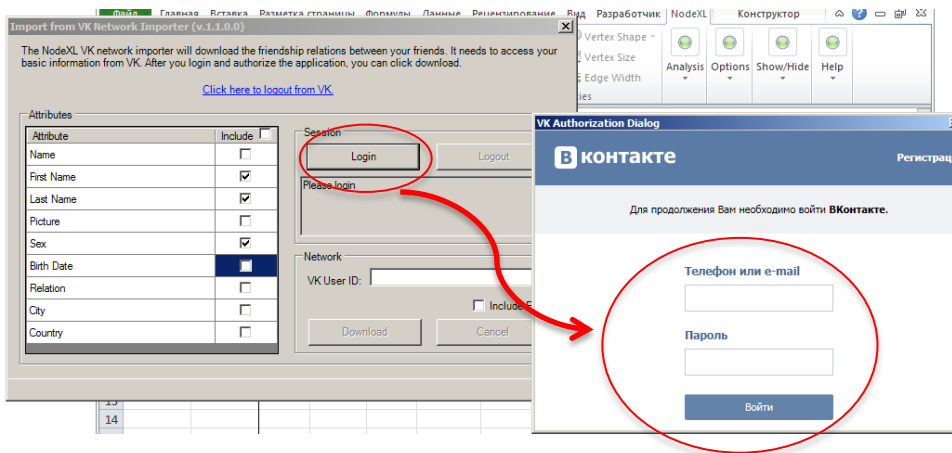 Файл Главная Вставка Разметка страницы Формулы Данные Рецензирование Вид Разработчик NodeXL Конструктор
Import from VK Network Importer (v.1.1.0.0)
The NodeXL VK network importer will download the friendship relations between your friends. It needs to access your
basic information from VK. After you login and authorize the application, you can click download.
Click here to logout from VK.
Attributes
Attribute Include
Name
First Name
Last Name
Picture
Sex
Birth Date
Relation
City
Country
Session
Login Logout
Please login
Network
VK User ID:
Include
Download Cancel
Vertex Shape
Vertex Size
Edge Width
Analysis Options Show/Hide Help
VK Authorization Dialog
В контакте
Для продолжения Вам необходимо войти ВКонтакте.
Телефон или e-mail
Пароль
Войти
14